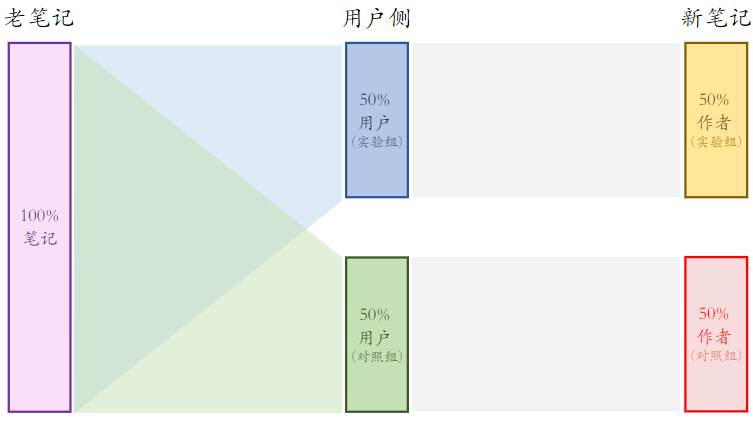 老笔记
用户侧
新笔记
100%
笔记
50%
用户
(实验组)
50%
用户
(对照组)
50%
作者
(实验组)
50%
作者
(对照组)